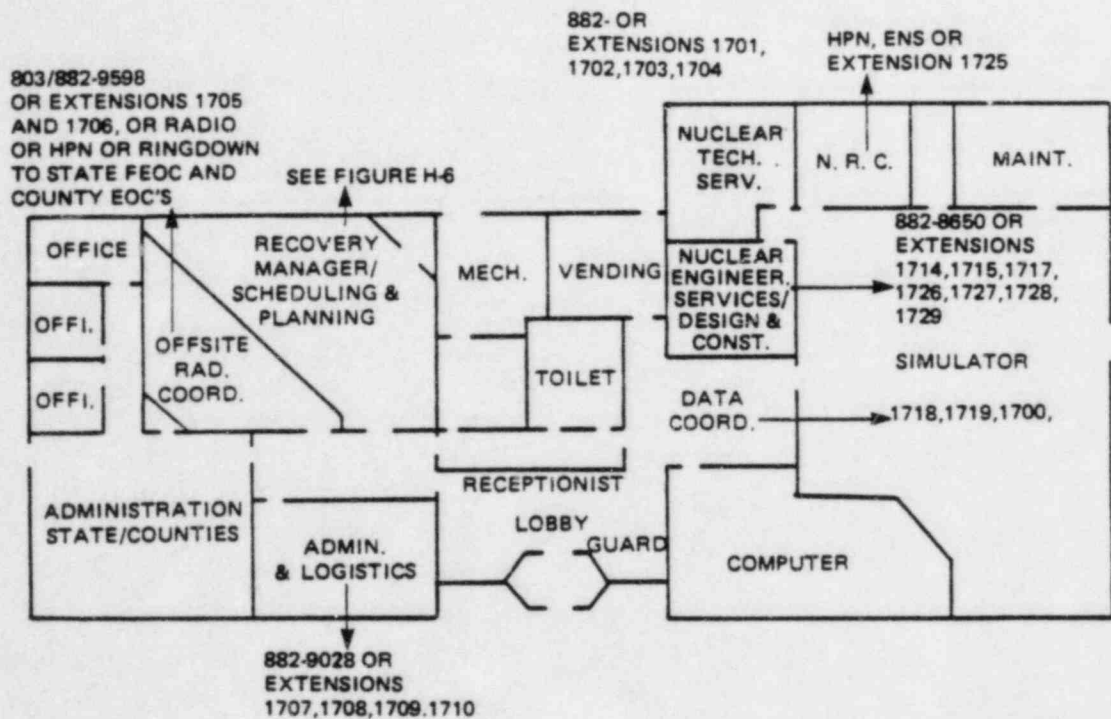 882- OR
EXTENSIONS 1701,
1702,1703,1704
HPN, ENS OR
EXTENSION 1725
803/882-9598
OR EXTENSIONS 1705
AND 1706, OR RADIO
OR HPN OR RINGDOWN
TO STATE FEOC AND
COUNTY EOC'S
SEE FIGURE H-6
NUCLEAR
TECH.
SERV.
N. R. C.
MAINT.
OFFICE
RECOVERY
MANAGER/
SCHEDULING &
PLANNING
MECH.
VENDING
NUCLEAR
ENGINEER.
SERVICES/
DESIGN &
CONST.
882-8650 OR
EXTENSIONS
1714,1715,1717,
1726,1727,1728,
1729
OFFI.
OFFSITE
RAD.
COORD.
OFFI.
TOILET
SIMULATOR
DATA
COORD.
1718,1719,1700,
RECEPTIONIST
ADMINISTRATION
STATE/COUNTIES
ADMIN.
& LOGISTICS
LOBBY
GUARD
COMPUTER
882-9028 OR
EXTENSIONS
1707,1708,1709.1710